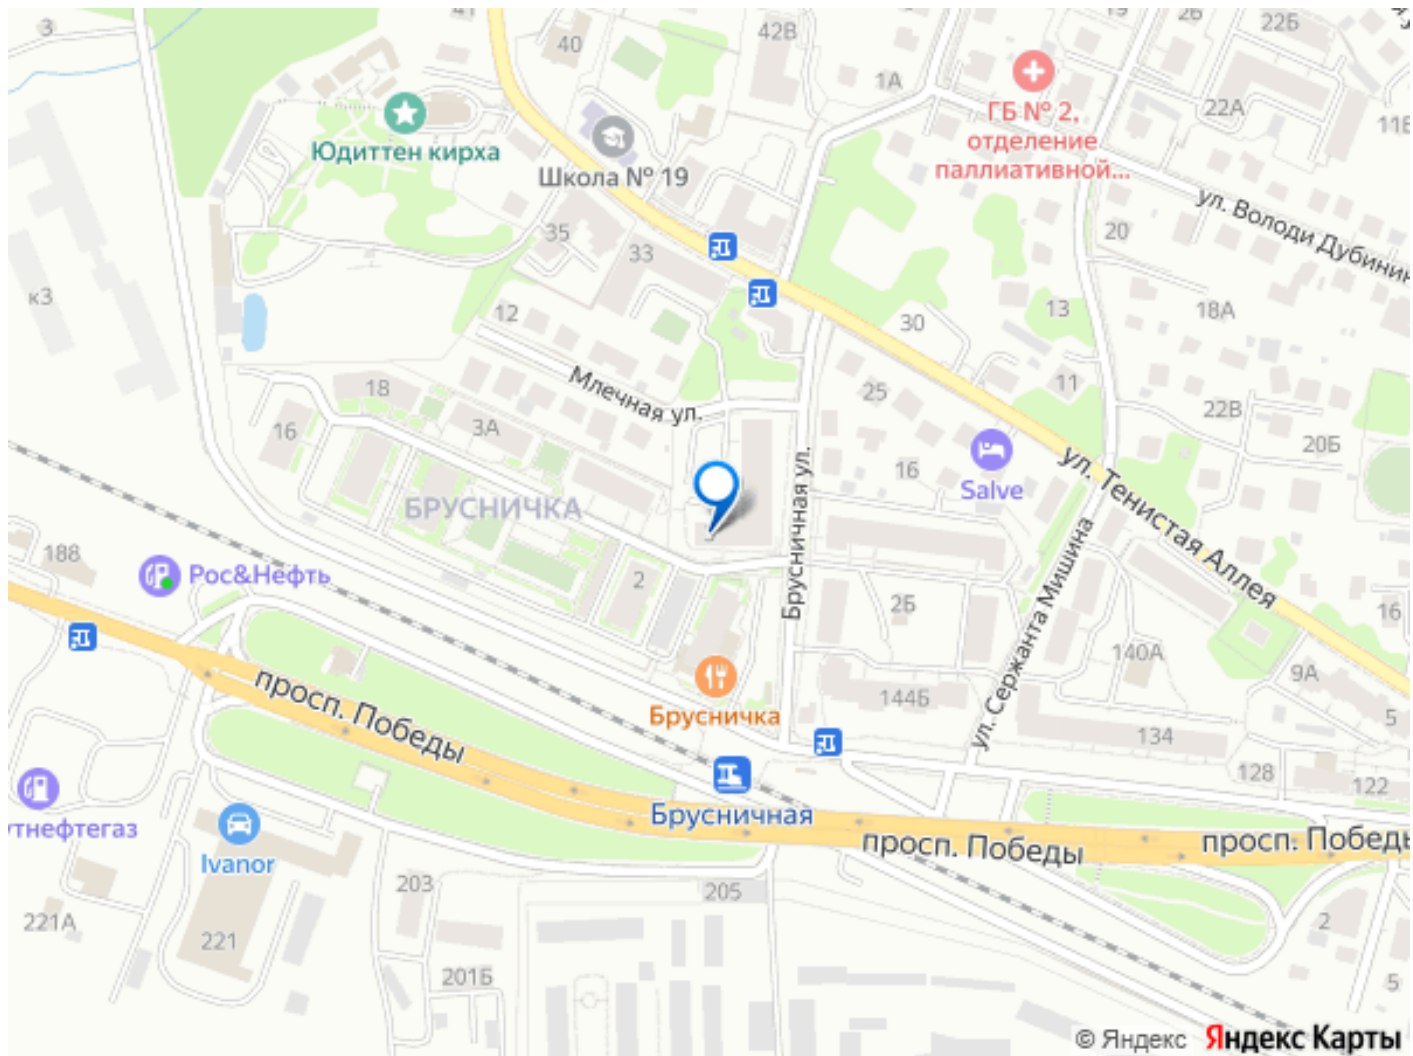 3
41
40
42В
19
26
22Б
1А
ГБ № 2,
отделение
паллиативной...
22А
11Б
Юдиттен кирха
Школа № 19
ул. Володи Дубинин
20
35
33
к3
12
30
13
18А
Млечная ул.
18
25
11
22В
3А
16
20Б
16
Salve
ул. Тенистая Аллея
БРУСНИЧКА
Брусничная ул.
188
Рос&Нефть
2
2Б
ул. Сержанта Мишина
16
140А
9А
просп. Победы
144Б
Брусничка
5
134
128
122
Брусничная
утнефтегаз
Ivanor
просп. Победы
просп. Победы
203
205
221А
221
2
201Б
5
© Яндекс Яндекс Карты